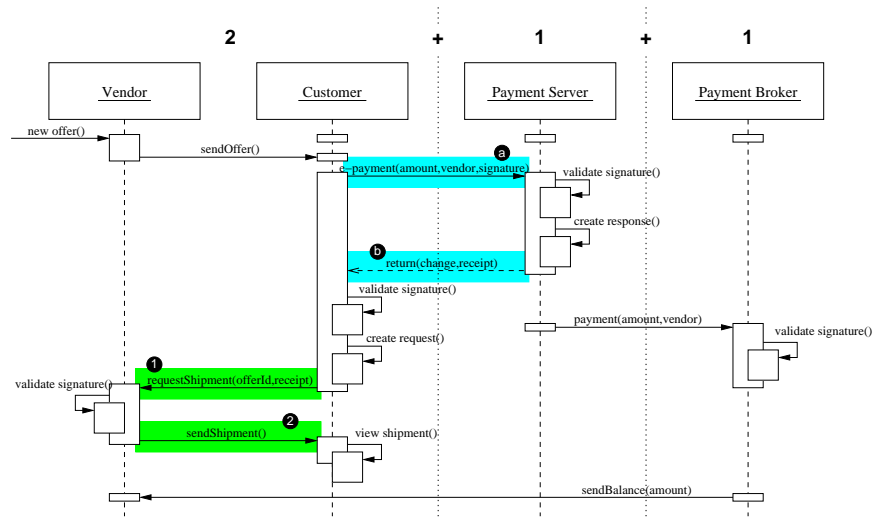 2 + 1 + 1
Vendor Customer Payment Server Payment Broker
new offer()
sendOffer()
a
e-payment(amount,vendor,signature)
validate signature()
create response()
b
return(change,receipt)
validate signature()
payment(amount,vendor)
create request()
validate signature()
1
requestShipment(offerId,receipt)
validate signature()
2
sendShipment()
view shipment()
sendBalance(amount)